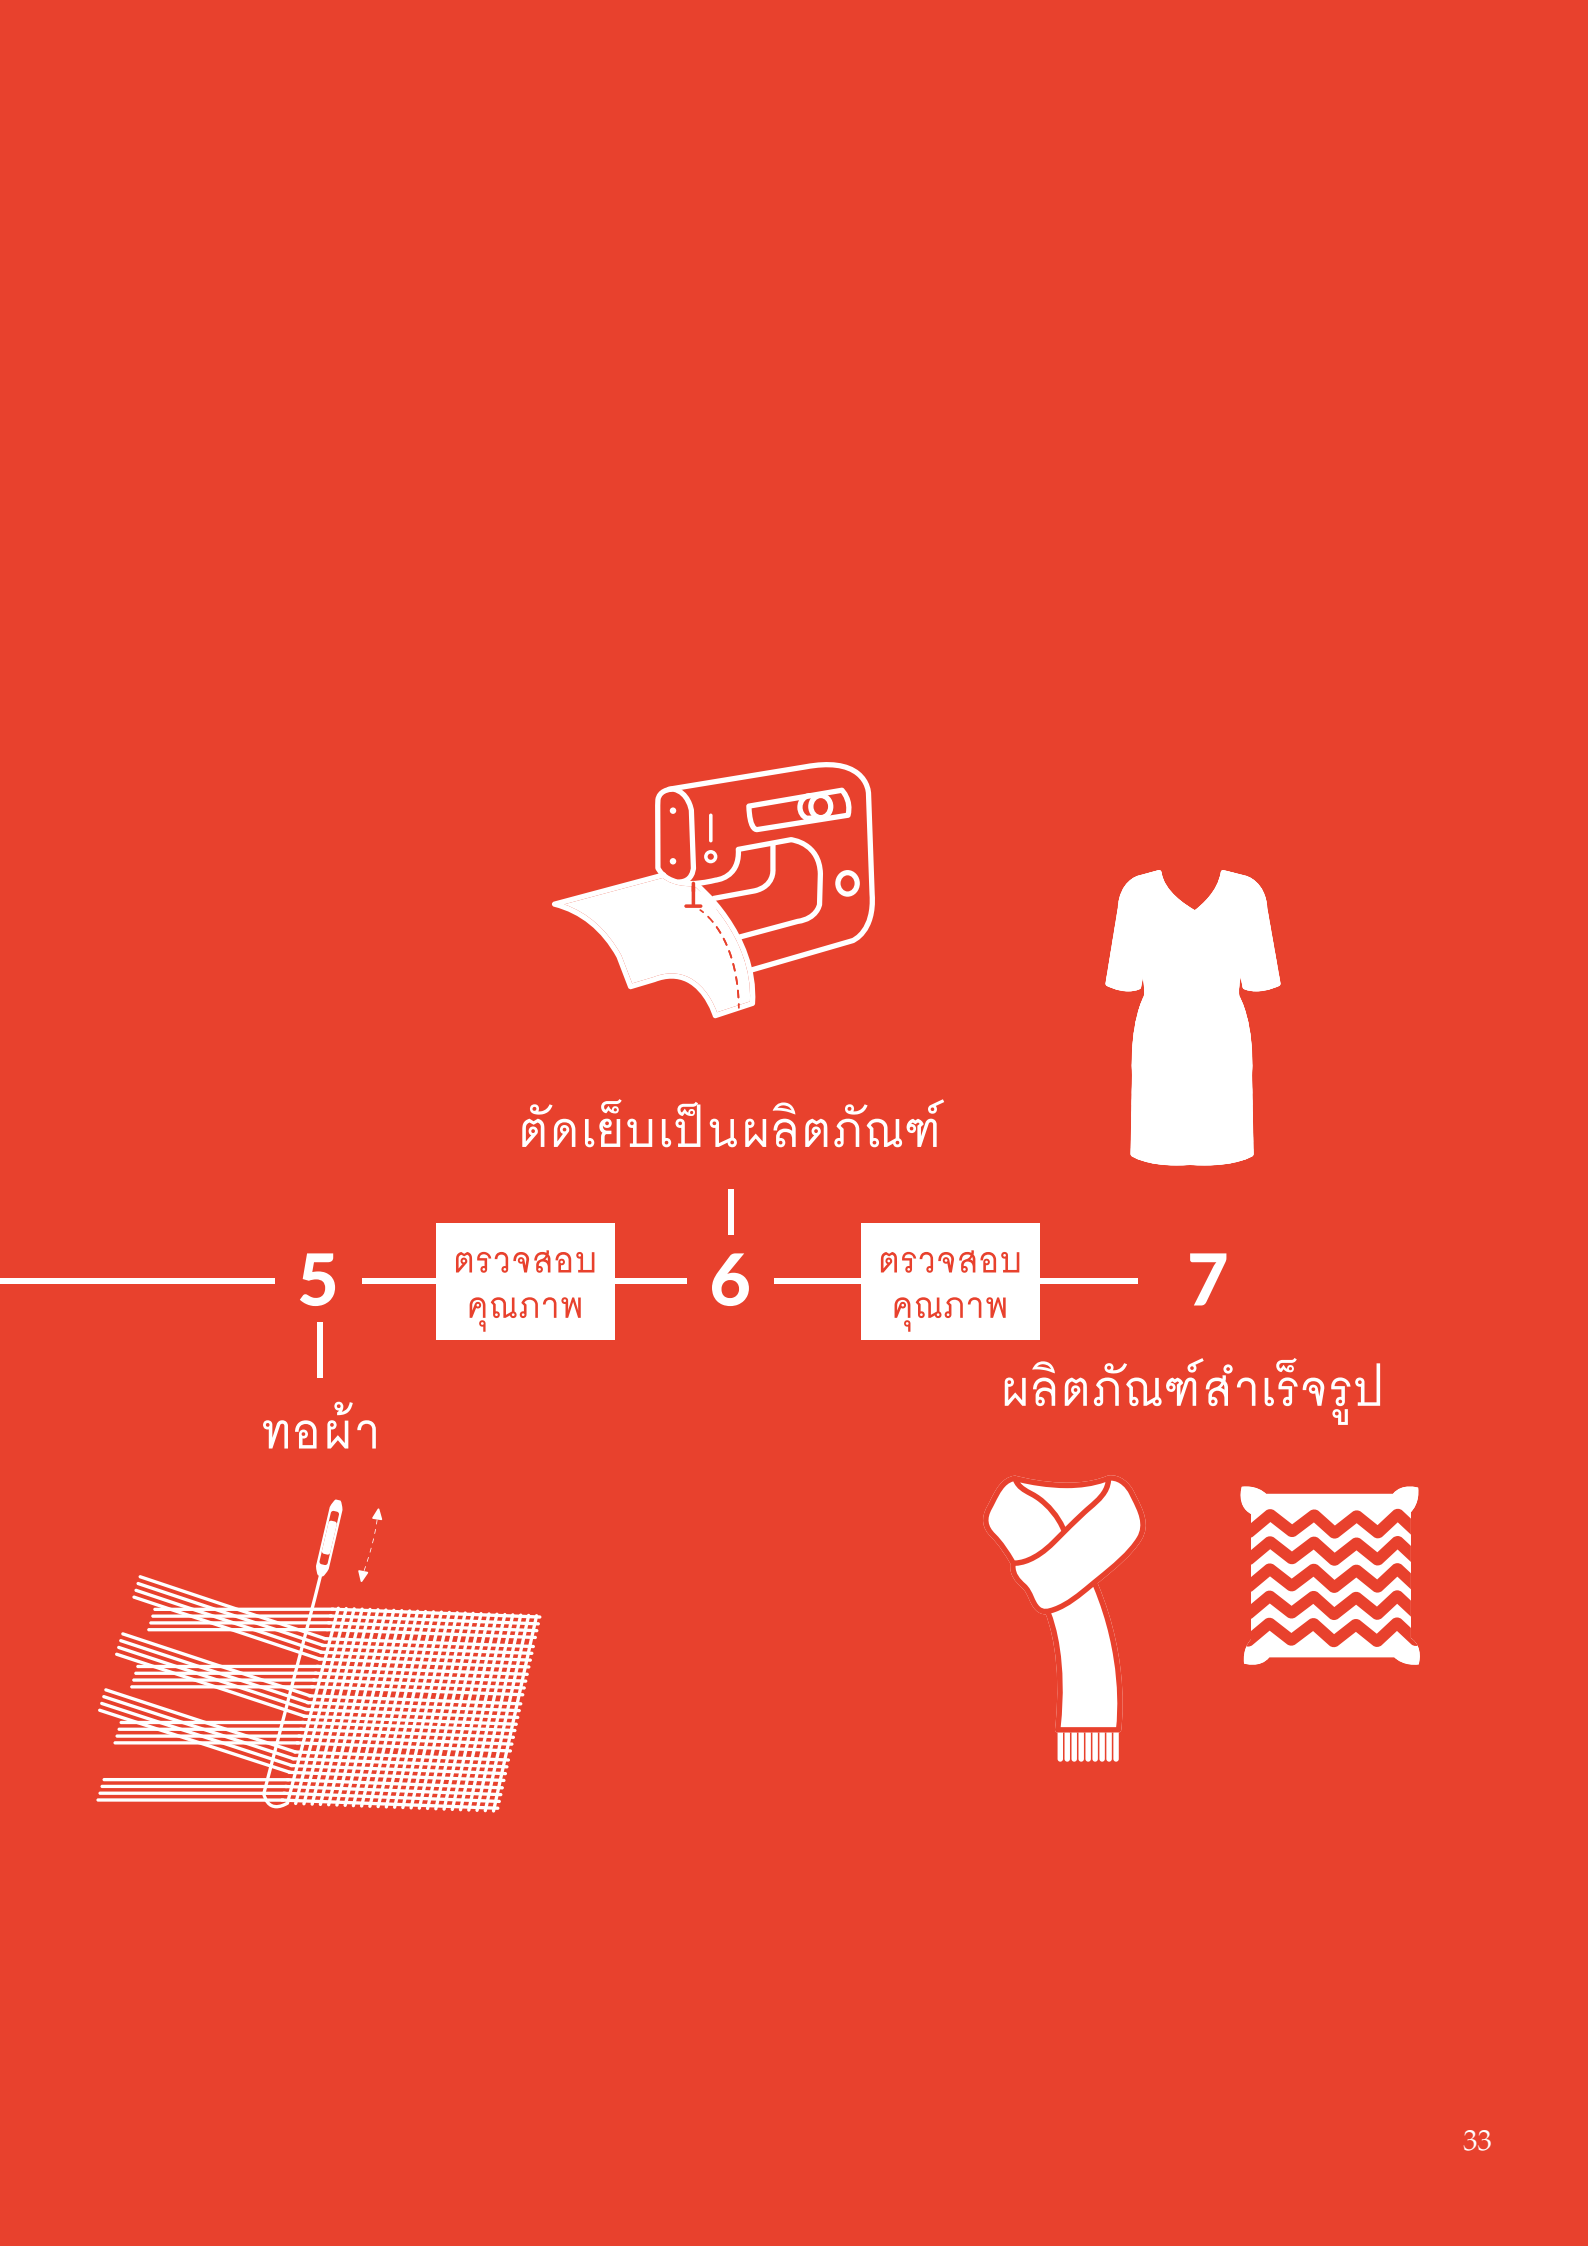 ตัดเย็บเป็นผลิตภัณฑ์
5
ตรวจสอบ
คุณภาพ
6
ตรวจสอบ
คุณภาพ
7
ทอผ้า
ผลิตภัณฑ์สำเร็จรูป
33